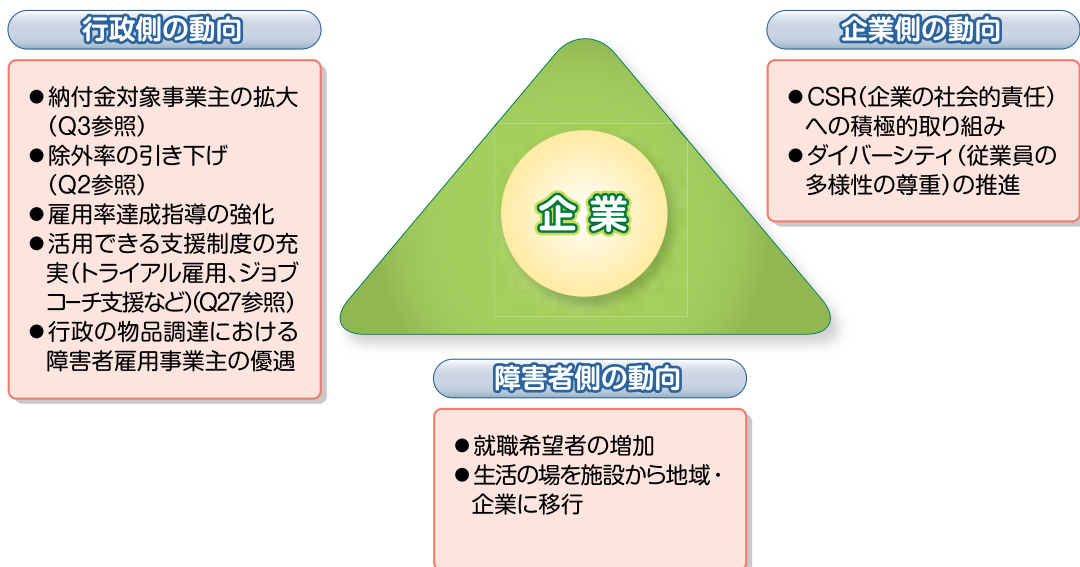 行政側の動向
●納付金対象事業主の拡大
(Q3参照)
●除外率の引き下げ
(Q2参照)
●雇用率達成指導の強化
●活用できる支援制度の充
実(トライアル雇用、ジョブ
コーチ支援など)(Q27参照)
●行政の物品調達における
障害者雇用事業主の優遇
企業
企業側の動向
●CSR(企業の社会的責任)
への積極的取り組み
●ダイバーシティ(従業員の
多様性の尊重)の推進
障害者側の動向
●就職希望者の増加
●生活の場を施設から地域・
企業に移行